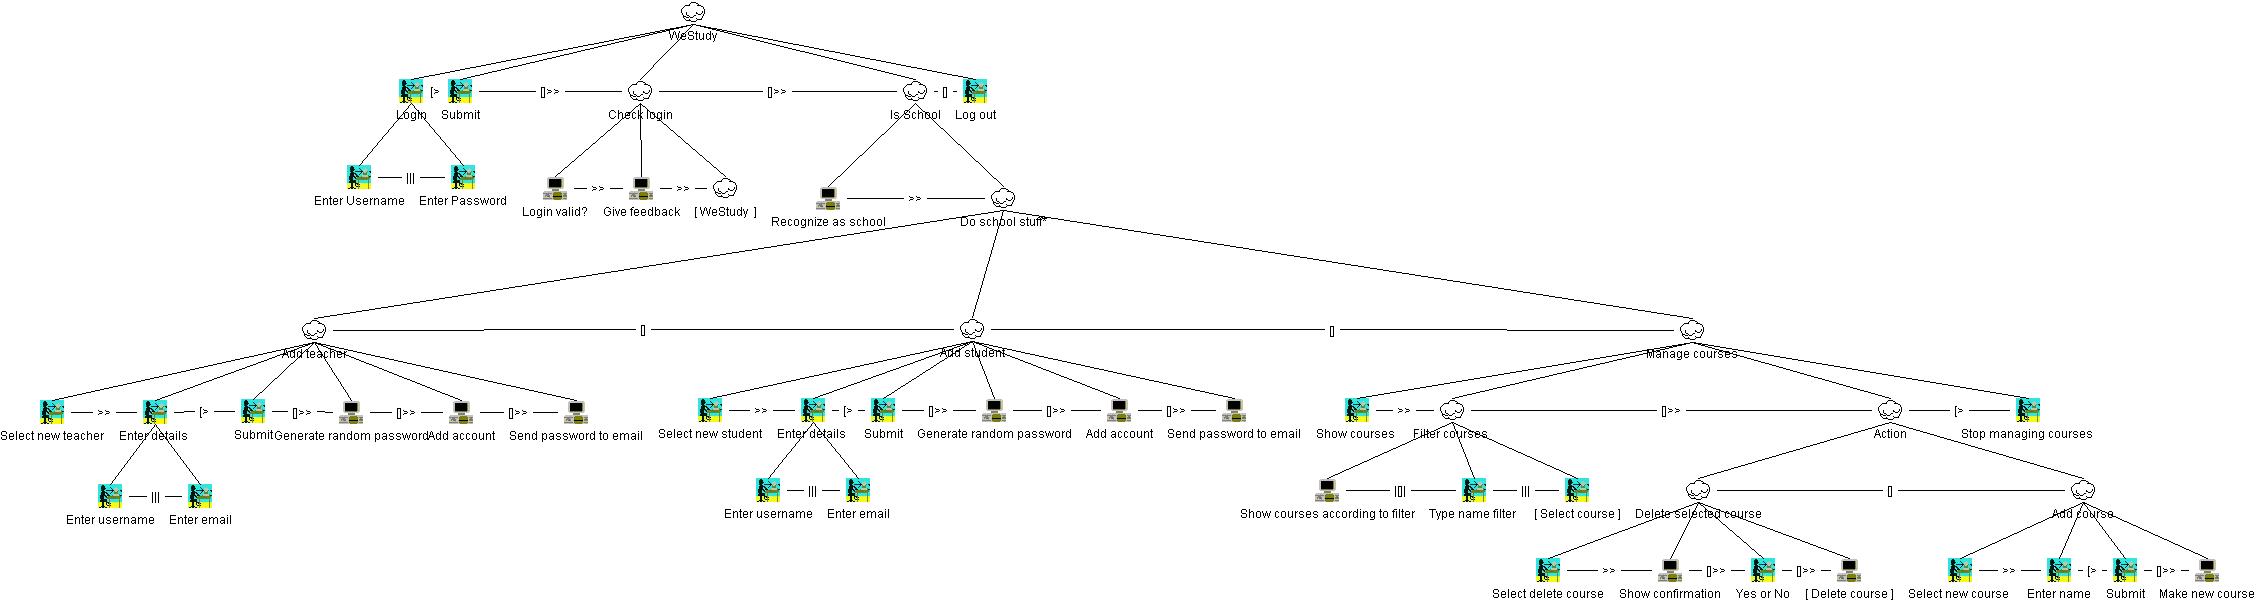 WeStudy
[> []>> []>> []
Login Submit Check login Is School Log out
|||
Enter Username Enter Password
>> >>
Login valid? Give feedback [ WeStudy ]
>>
Recognize as school Do school stuff*
[] []
Add teacher Add student Manage courses
>> [> []>> []>> []>> >> [> []>> []>> []>> >> []>> [>
Select new teacher Enter details Submit Generate random password Add account Send password to email Select new student Enter details Submit Generate random password Add account Send password to email Show courses Filter courses Action Stop managing courses
||| ||| |[]| ||| []
Enter username Enter email Enter username Enter email Show courses according to filter Type name filter [ Select course ] Delete selected course Add course
>> []>> []>> >> [> []>>
Select delete course Show confirmation Yes or No [ Delete course ] Select new course Enter name Submit Make new course